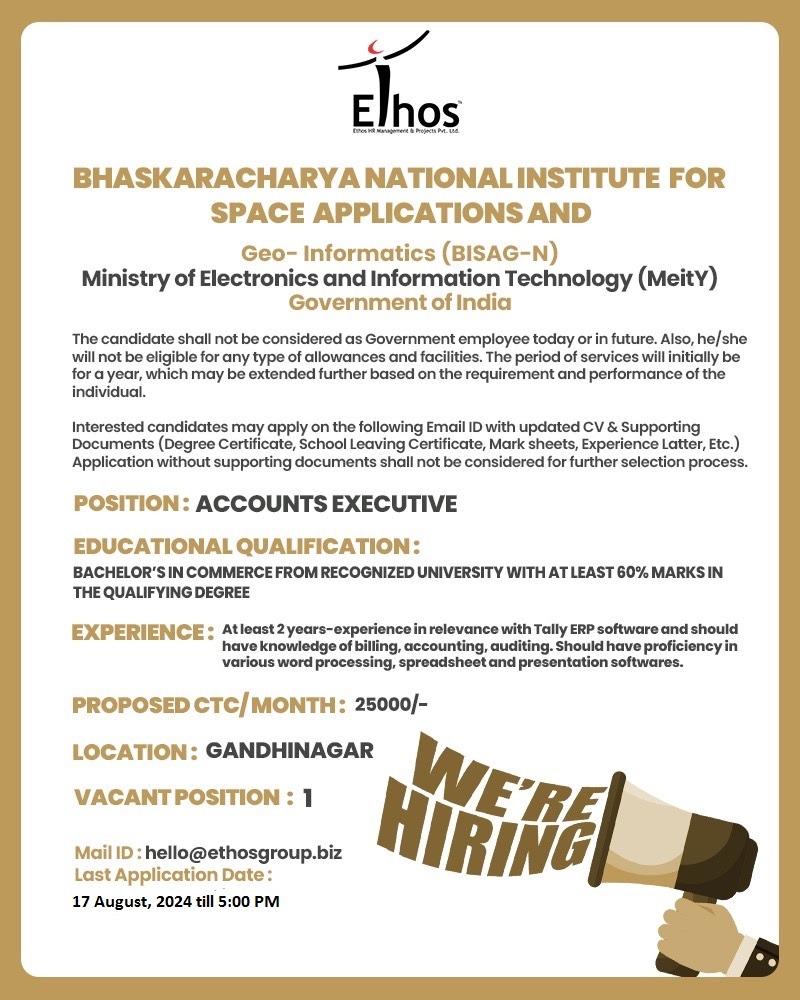 Ethos
Ethos HR Management & Projects Pvt. Ltd.
BHASKARACHARYA NATIONAL INSTITUTE FOR
SPACE APPLICATIONS AND
Geo- Informatics (BISAG-N)
Ministry of Electronics and Information Technology (MeitY)
Government of India
The candidate shall not be considered as Government employee today or in future. Also, he/she
will not be eligible for any type of allowances and facilities. The period of services will initially be
for a year, which may be extended further based on the requirement and performance of the
individual.
Interested candidates may apply on the following Email ID with updated CV & Supporting
Documents (Degree Certificate, School Leaving Certificate, Mark sheets, Experience Latter, Etc.)
Application without supporting documents shall not be considered for further selection process.
POSITION : ACCOUNTS EXECUTIVE
EDUCATIONAL QUALIFICATION :
BACHELOR'S IN COMMERCE FROM RECOGNIZED UNIVERSITY WITH AT LEAST 60% MARKS IN
THE QUALIFYING DEGREE
EXPERIENCE : At least 2 years-experience in relevance with Tally ERP software and should
have knowledge of billing, accounting, auditing. Should have proficiency in
various word processing, spreadsheet and presentation softwares.
PROPOSED CTC/ MONTH : 25000/-
LOCATION : GANDHINAGAR
VACANT POSITION : 1
WE'RE
HIRING
Mail ID : hello@ethosgroup.biz
Last Application Date :
17 August, 2024 till 5:00 PM